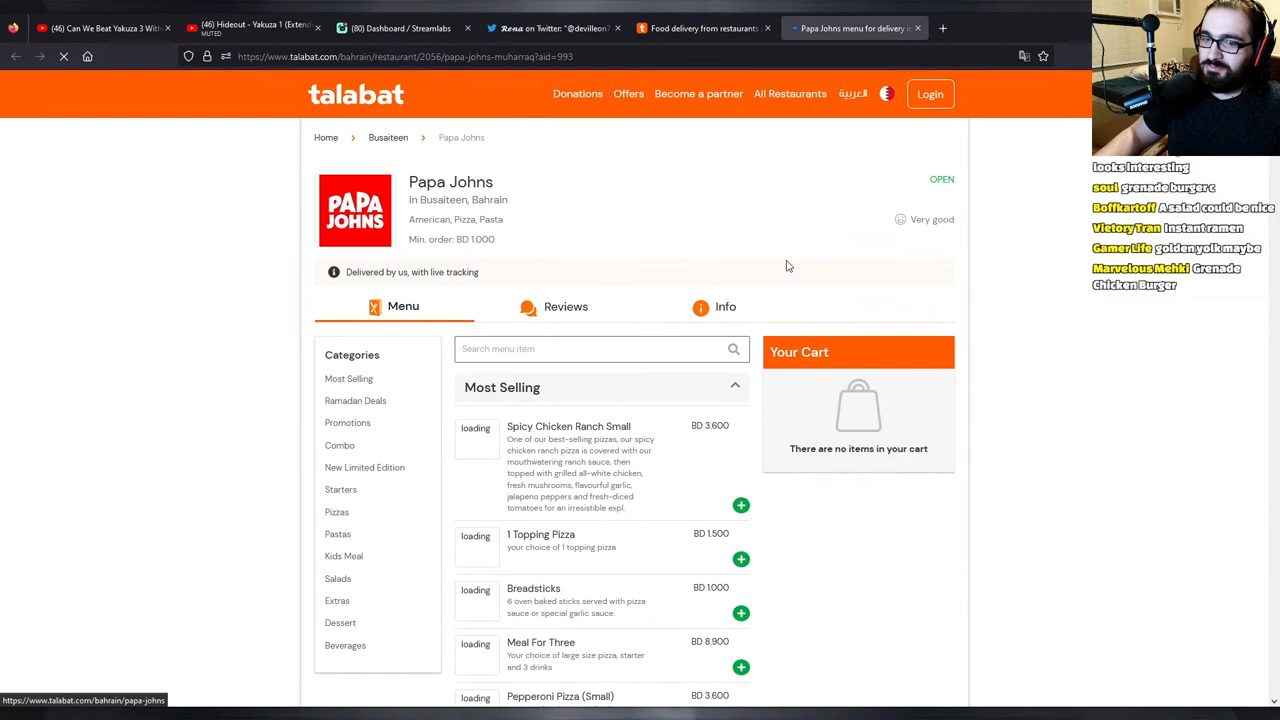 (46) Can We Beat Yakuza 3 With
(46) Hideout - Yakuza 1 (Exten
MUTED
(80) Dashboard / Streamlabs
Rena on Twitter: "@devilleon7
Food delivery from restaurants
Papa Johns menu for delivery in
https://www.talabat.com/bahrain/restaurant/2056/papa-johns-muharraq?aid=993
talabat
Donations
Offers
Become a partner
All Restaurants
العربية
Login
Home
Busaiteen
Papa Johns
PAPA
JOHNS
Papa Johns
OPEN
in Busaiteen, Bahrain
American, Pizza, Pasta
Very good
Min. order: BD 1.000
Delivered by us, with live tracking
Menu
Reviews
Info
Categories
Most Selling
Ramadan Deals
Promotions
Combo
New Limited Edition
Starters
Pizzas
Pastas
Kids Meal
Salads
Extras
Dessert
Beverages
Search menu item
Most Selling
loading
Spicy Chicken Ranch Small
BD 3.600
One of our best-selling pizzas, our spicy
chicken ranch pizza is covered with our
mouthwatering ranch sauce, then
topped with grilled all-white chicken,
fresh mushrooms, flavourful garlic,
jalapeno peppers and fresh-diced
tomatoes for an irresistible expl.
loading
1 Topping Pizza
BD 1.500
your choice of 1 topping pizza
loading
Breadsticks
BD 1.000
6 oven baked sticks served with pizza
sauce or special garlic sauce.
loading
Meal For Three
BD 8.900
Your choice of large size pizza, starter
and 3 drinks
loading
Pepperoni Pizza (Small)
BD 3.600
Your Cart
There are no items in your cart
looks interesting
soul grenade burger c
Boffkartoff A salad could be nice
Vietory Tran Instant ramen
Gamer Life golden yolk maybe
Marvelous Mehki Grenade
Chicken Burger
https://www.talabat.com/bahrain/papa-johns